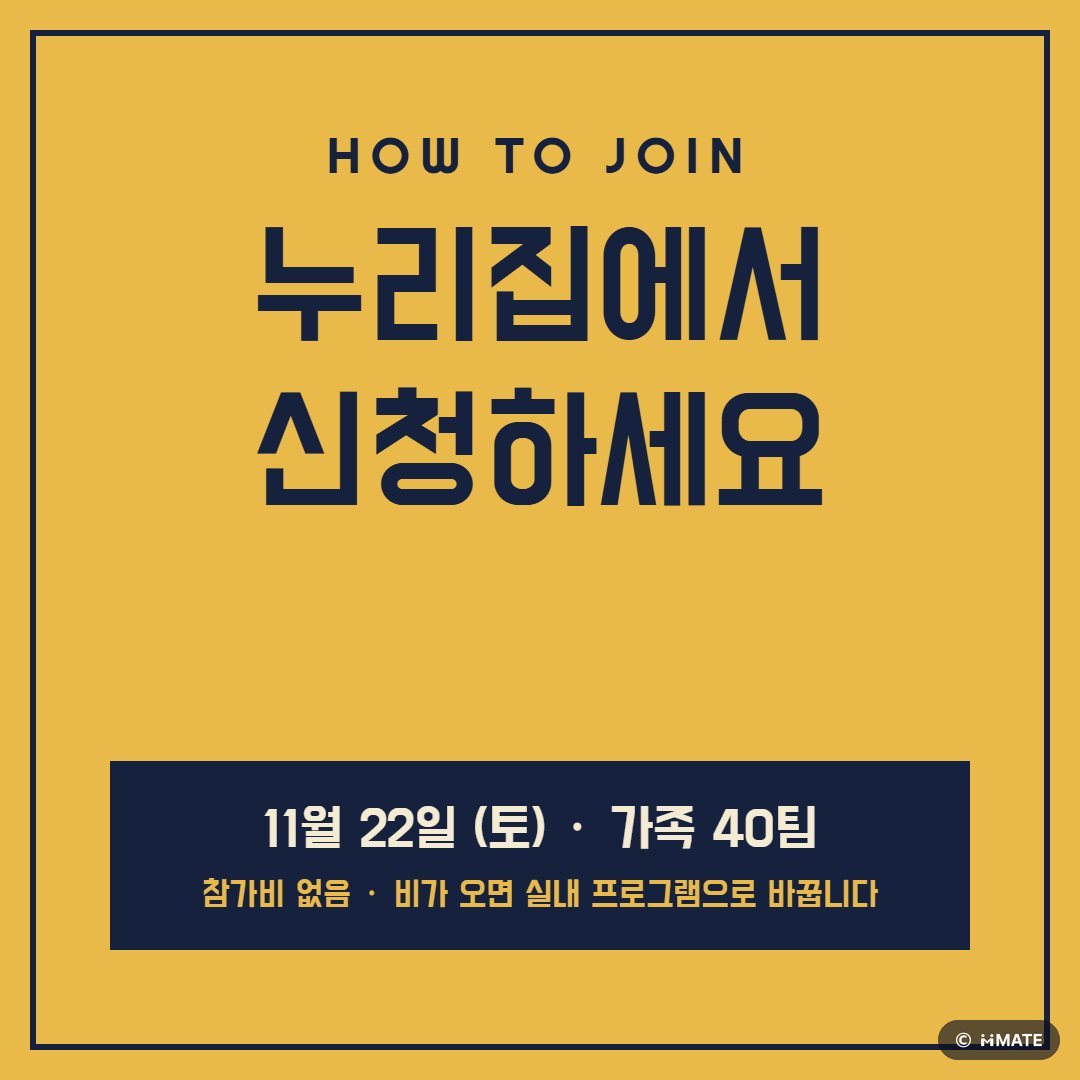 HOW TO JOIN
누리집에서
신청하세요
11월 22일 (토) · 가족 40팀
참가비 없음 · 비가 오면 실내 프로그램으로 바꿉니다
© MMATE